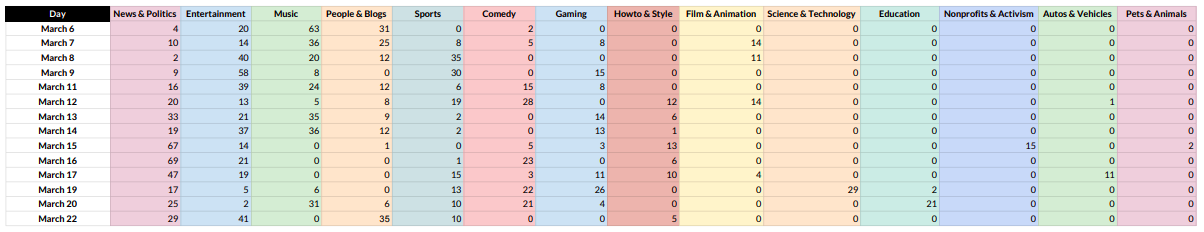 Day News & Politics Entertainment Music People & Blogs Sports Comedy Gaming Howto & Style Film & Animation Science & Technology Education Nonprofits & Activism Autos & Vehicles Pets & Animals
March 6 4 20 63 31 0 2 0 0 0 0 0 0 0 0
March 7 10 14 36 25 8 5 8 0 14 0 0 0 0 0
March 8 2 40 20 12 35 0 0 0 11 0 0 0 0 0
March 9 9 58 8 0 30 0 15 0 0 0 0 0 0 0
March 11 16 39 24 12 6 15 8 0 0 0 0 0 0 0
March 12 20 13 5 8 19 28 0 12 14 0 0 0 1 0
March 13 33 21 35 9 2 0 14 6 0 0 0 0 0 0
March 14 19 37 36 12 2 0 13 1 0 0 0 0 0 0
March 15 67 14 0 1 0 5 3 13 0 0 0 15 0 2
March 16 69 21 0 0 1 23 0 6 0 0 0 0 0 0
March 17 47 19 0 0 15 3 11 10 4 0 0 0 11 0
March 19 17 5 6 0 13 22 26 0 0 29 2 0 0 0
March 20 25 2 31 6 10 21 4 0 0 0 21 0 0 0
March 22 29 41 0 35 10 0 0 5 0 0 0 0 0 0